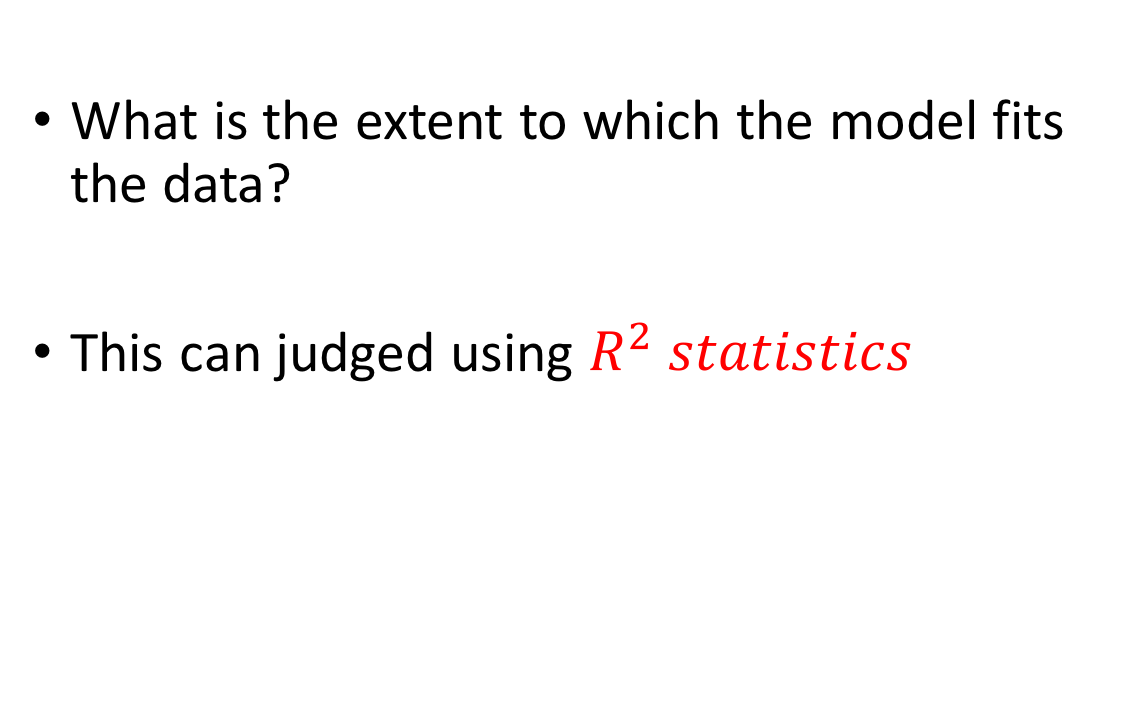 • What is the extent to which the model fits
the data?
• This can judged using R² statistics